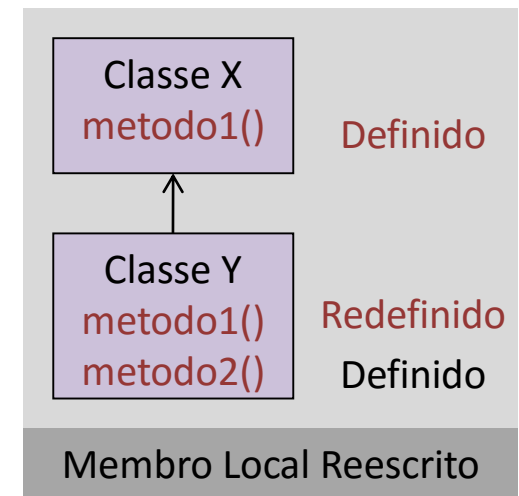 Classe X
metodo1()
Definido
Classe Y
metodo1()
Redefinido
metodo2()
Definido
Membro Local Reescrito